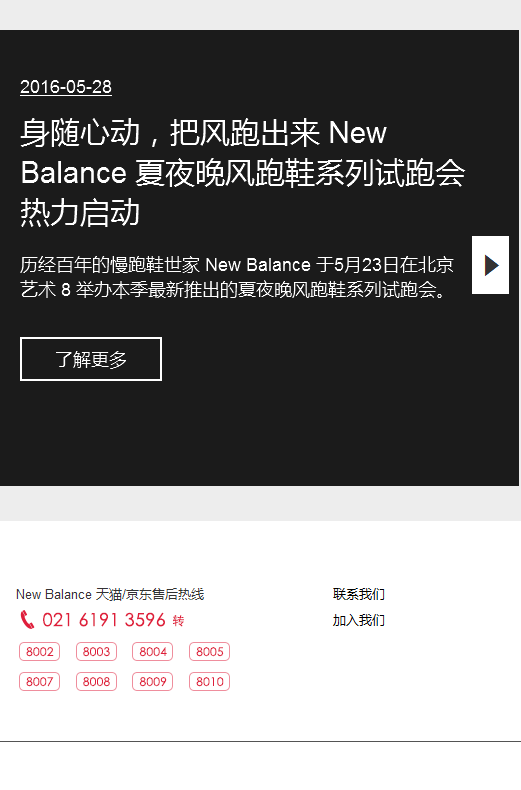 2016-05-28
身随心动，把风跑出来 New
Balance 夏夜晚风跑鞋系列试跑会
热力启动
历经百年的慢跑鞋世家 New Balance 于5月23日在北京
艺术 8 举办本季最新推出的夏夜晚风跑鞋系列试跑会。
了解更多
New Balance 天猫/京东售后热线
联系我们
021 6191 3596 转
加入我们
8002 8003 8004 8005
8007 8008 8009 8010